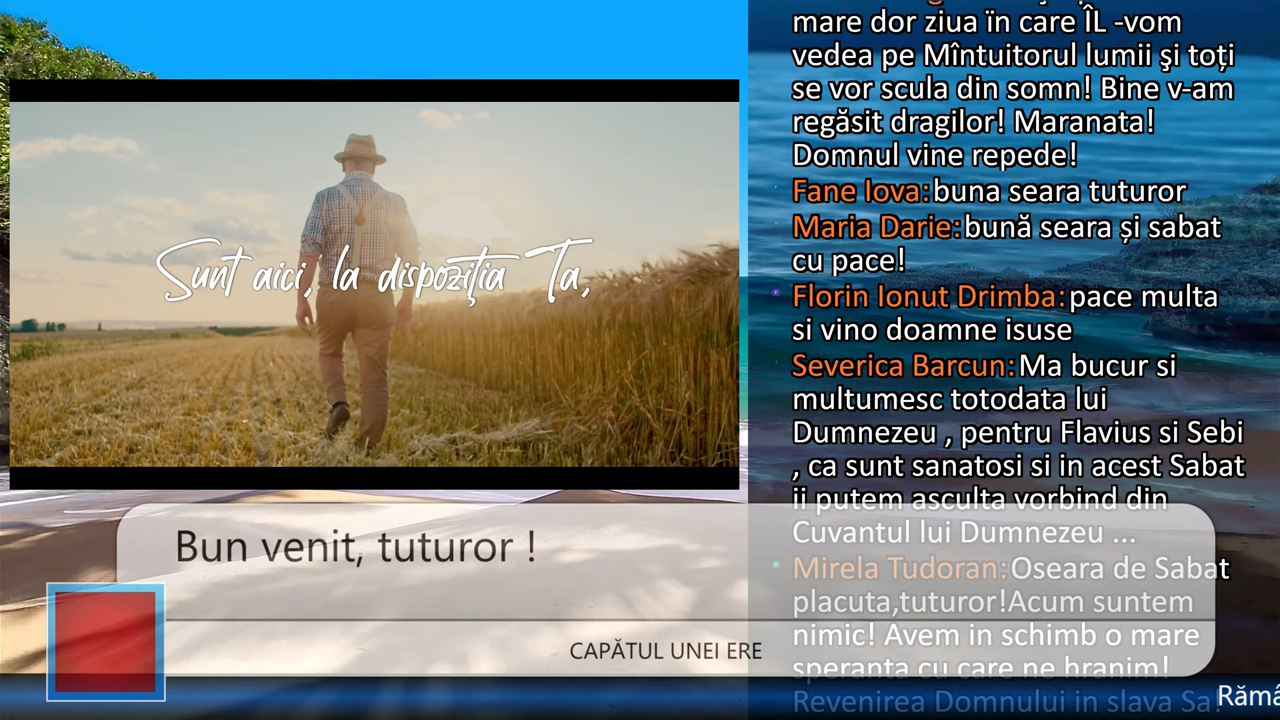 Sunt aici, la dispoziţia Ta,
mare dor ziua ïn care ÎL -vom
vedea pe Mîntuitorul lumii şi toți
se vor scula din somn! Bine v-am
regăsit dragilor! Maranata!
Domnul vine repede!
Fane Iova:buna seara tuturor
Maria Darie:bună seara și sabat
cu pace!
Florin Ionut Drimba:pace multa
si vino doamne isuse
Severica Barcun:Ma bucur si
multumesc totodata lui
Dumnezeu , pentru Flavius si Sebi
, ca sunt sanatosi si in acest Sabat
ii putem asculta vorbind din
Cuvantul lui Dumnezeu ...
Mirela Tudoran:Oseara de Sabat
placuta,tuturor!Acum suntem
nimic! Avem in schimb o mare
speranta cu care ne hranim!
Revenirea Domnului in slava Sa!
Bun venit, tuturor !
CAPĂTUL UNEI ERE